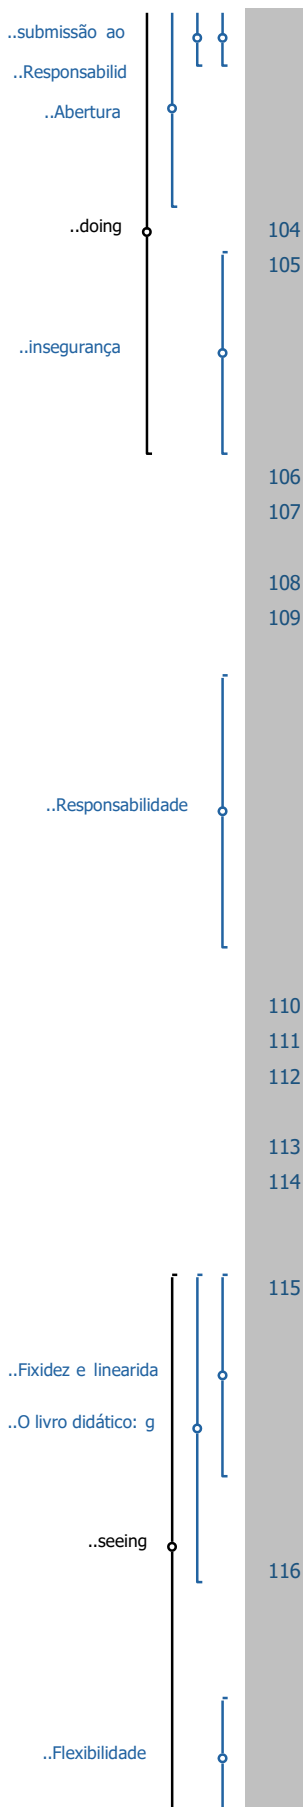 ..submissão ao
..Responsabilid
..Abertura
..doing
104
105
..insegurança
106
107
108
109
..Responsabilidade
110
111
112
113
114
115
..Fixidez e linearida
..O livro didático: g
..seeing
116
..Flexibilidade